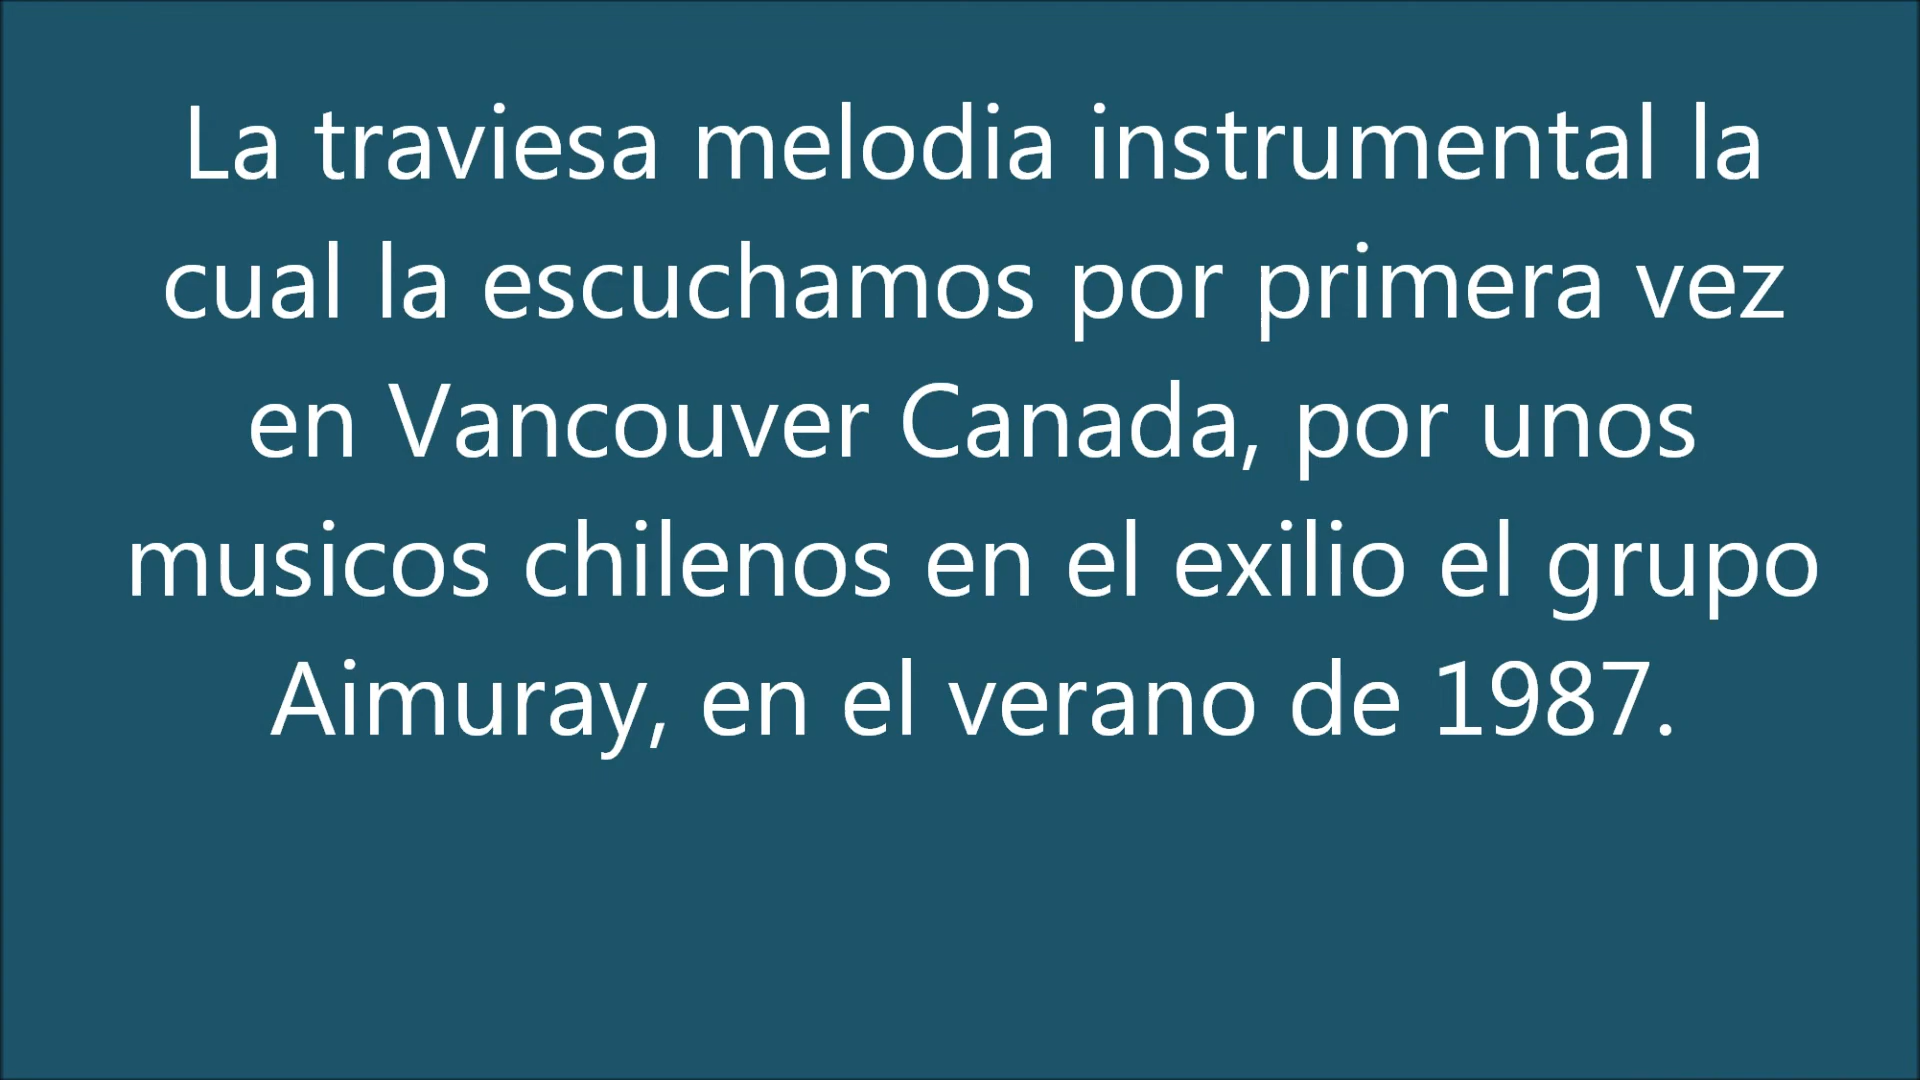 La traviesa melodia instrumental la
cual la escuchamos por primera vez
en Vancouver Canada, por unos
musicos chilenos en el exilio el grupo
Aimuray, en el verano de 1987.